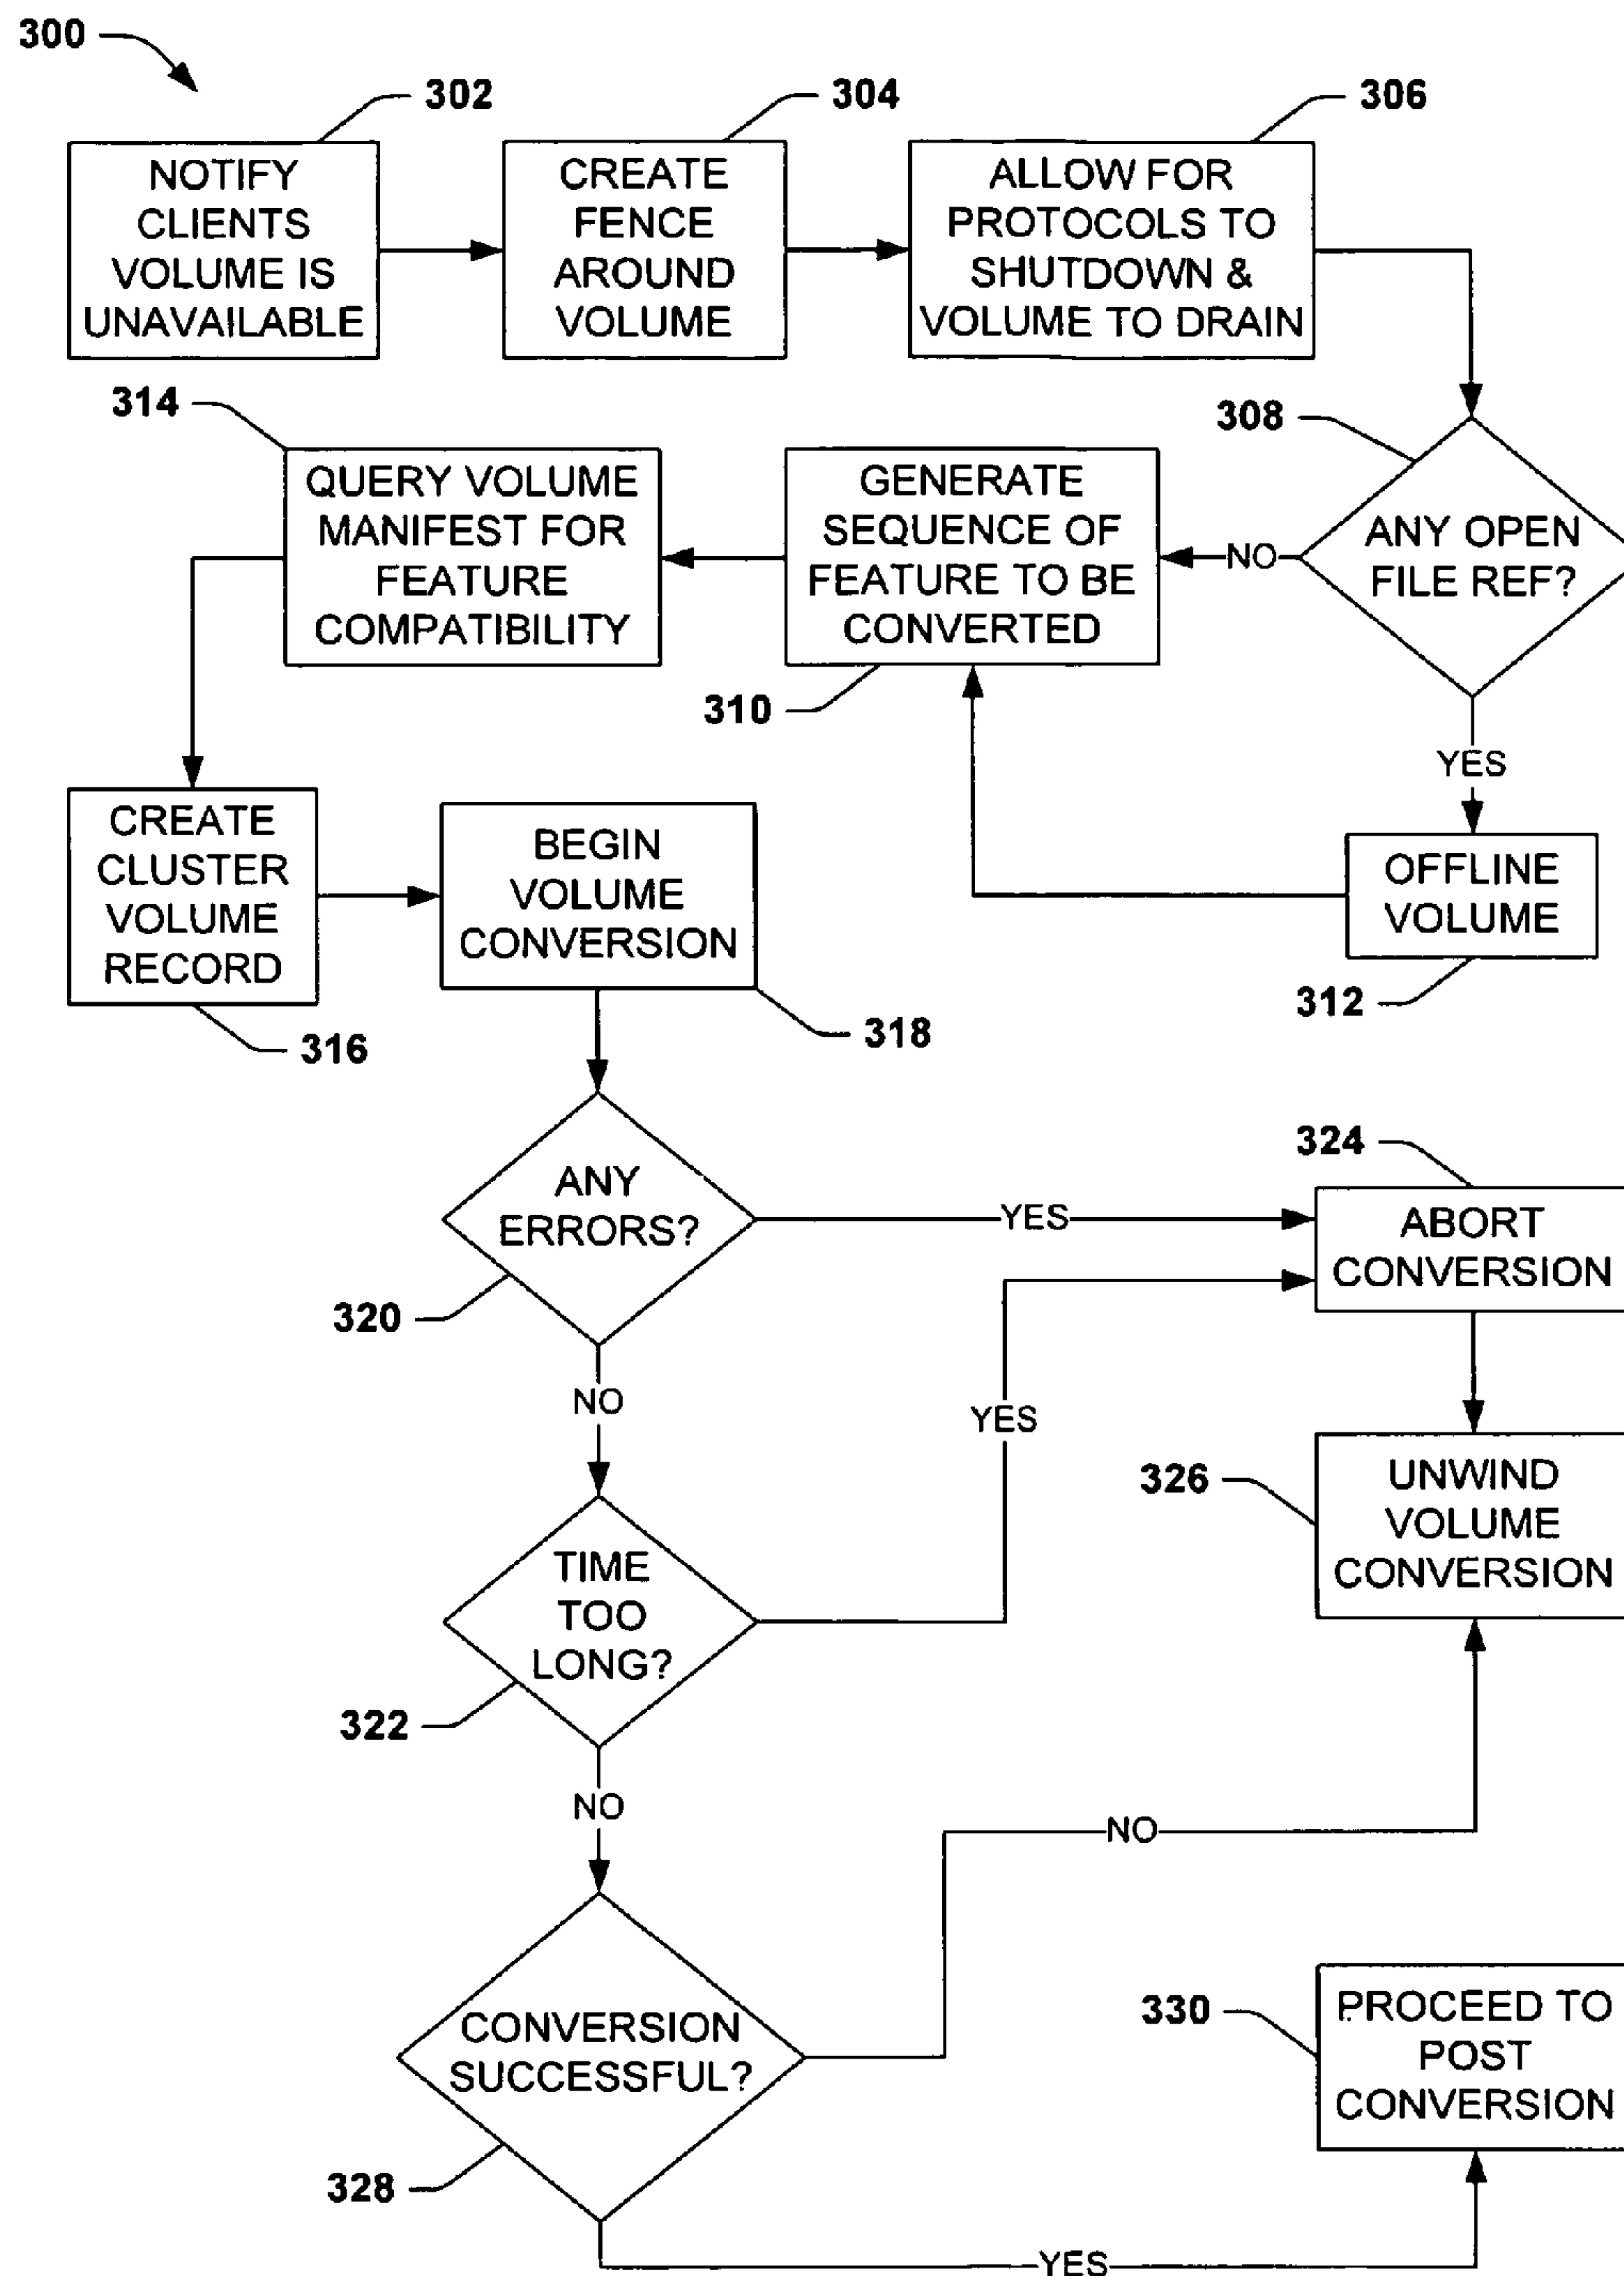 300
302
304
306
NOTIFY
CLIENTS
VOLUME IS
UNAVAILABLE
CREATE
FENCE
AROUND
VOLUME
ALLOW FOR
PROTOCOLS TO
SHUTDOWN &
VOLUME TO DRAIN
308
ANY OPEN
FILE REF?
NO
YES
310
GENERATE
SEQUENCE OF
FEATURE TO BE
CONVERTED
314
QUERY VOLUME
MANIFEST FOR
FEATURE
COMPATIBILITY
OFFLINE
VOLUME
312
CREATE
CLUSTER
VOLUME
RECORD
316
BEGIN
VOLUME
CONVERSION
318
ANY
ERRORS?
320
YES
NO
324
ABORT
CONVERSION
TIME
TOO
LONG?
322
YES
NO
326
UNWIND
VOLUME
CONVERSION
CONVERSION
SUCCESSFUL?
328
NO
YES
330
PROCEED TO
POST
CONVERSION